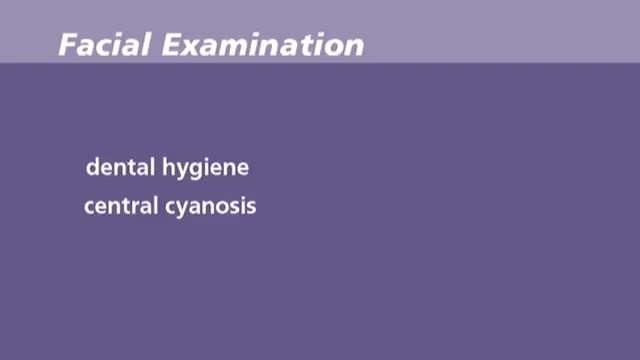 Facial Examination
dental hygiene
central cyanosis